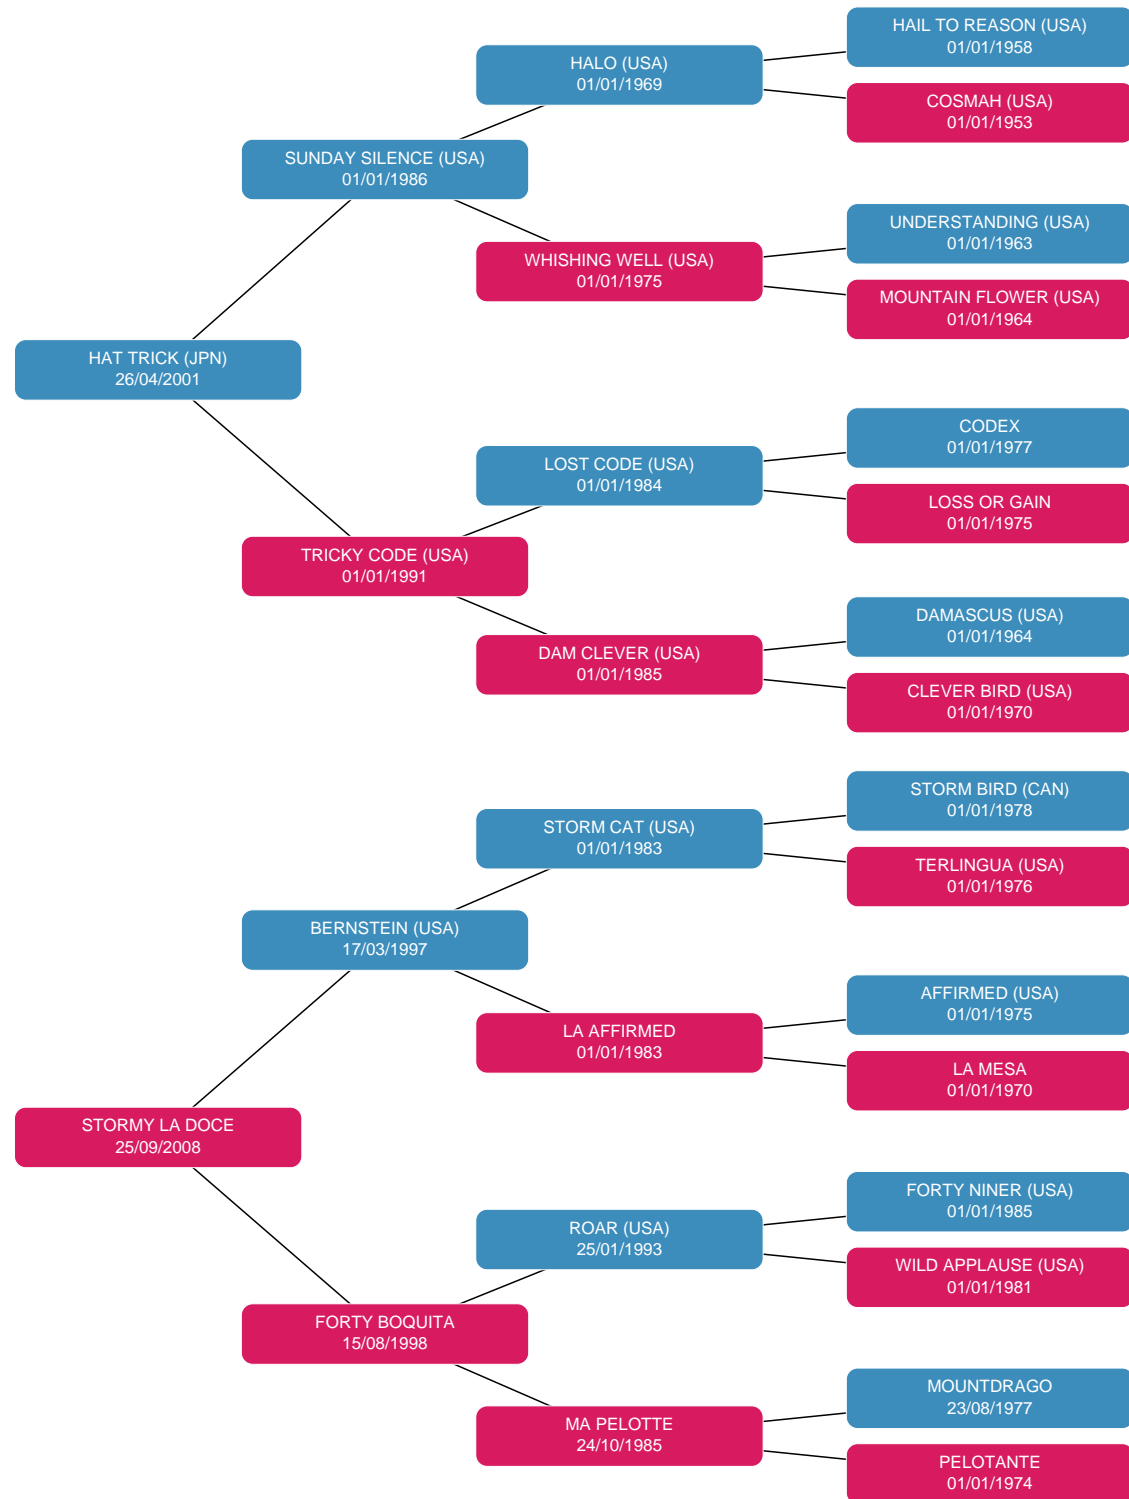 HAIL TO REASON (USA)
01/01/1958
HALO (USA)
01/01/1969
COSMAH (USA)
01/01/1953
SUNDAY SILENCE (USA)
01/01/1986
UNDERSTANDING (USA)
01/01/1963
WHISHING WELL (USA)
01/01/1975
MOUNTAIN FLOWER (USA)
01/01/1964
HAT TRICK (JPN)
26/04/2001
CODEX
01/01/1977
LOST CODE (USA)
01/01/1984
LOSS OR GAIN
01/01/1975
TRICKY CODE (USA)
01/01/1991
DAMASCUS (USA)
01/01/1964
DAM CLEVER (USA)
01/01/1985
CLEVER BIRD (USA)
01/01/1970
STORM BIRD (CAN)
01/01/1978
STORM CAT (USA)
01/01/1983
TERLINGUA (USA)
01/01/1976
BERNSTEIN (USA)
17/03/1997
AFFIRMED (USA)
01/01/1975
LA AFFIRMED
01/01/1983
LA MESA
01/01/1970
STORMY LA DOCE
25/09/2008
FORTY NINER (USA)
01/01/1985
ROAR (USA)
25/01/1993
WILD APPLAUSE (USA)
01/01/1981
FORTY BOQUITA
15/08/1998
MOUNTDRAGO
23/08/1977
MA PELOTTE
24/10/1985
PELOTANTE
01/01/1974